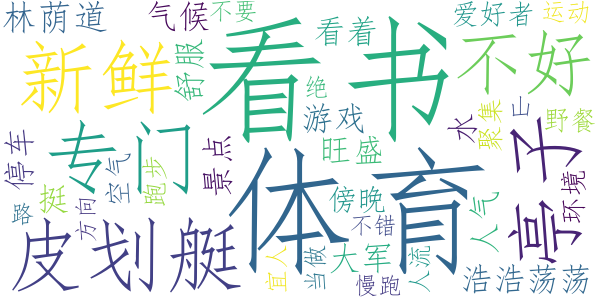 林荫道
气候
不要
看着
爱好者
运动
新鲜
舒服
看书
不好
绝
游戏
水
聚集
野餐
停车
专门
跑步
空气
景点
旺盛
体育
亭子
环境
挺
路
方向
傍晚
不错
人气
皮划艇
宜人
当做
大军
人流
慢跑
浩浩荡荡